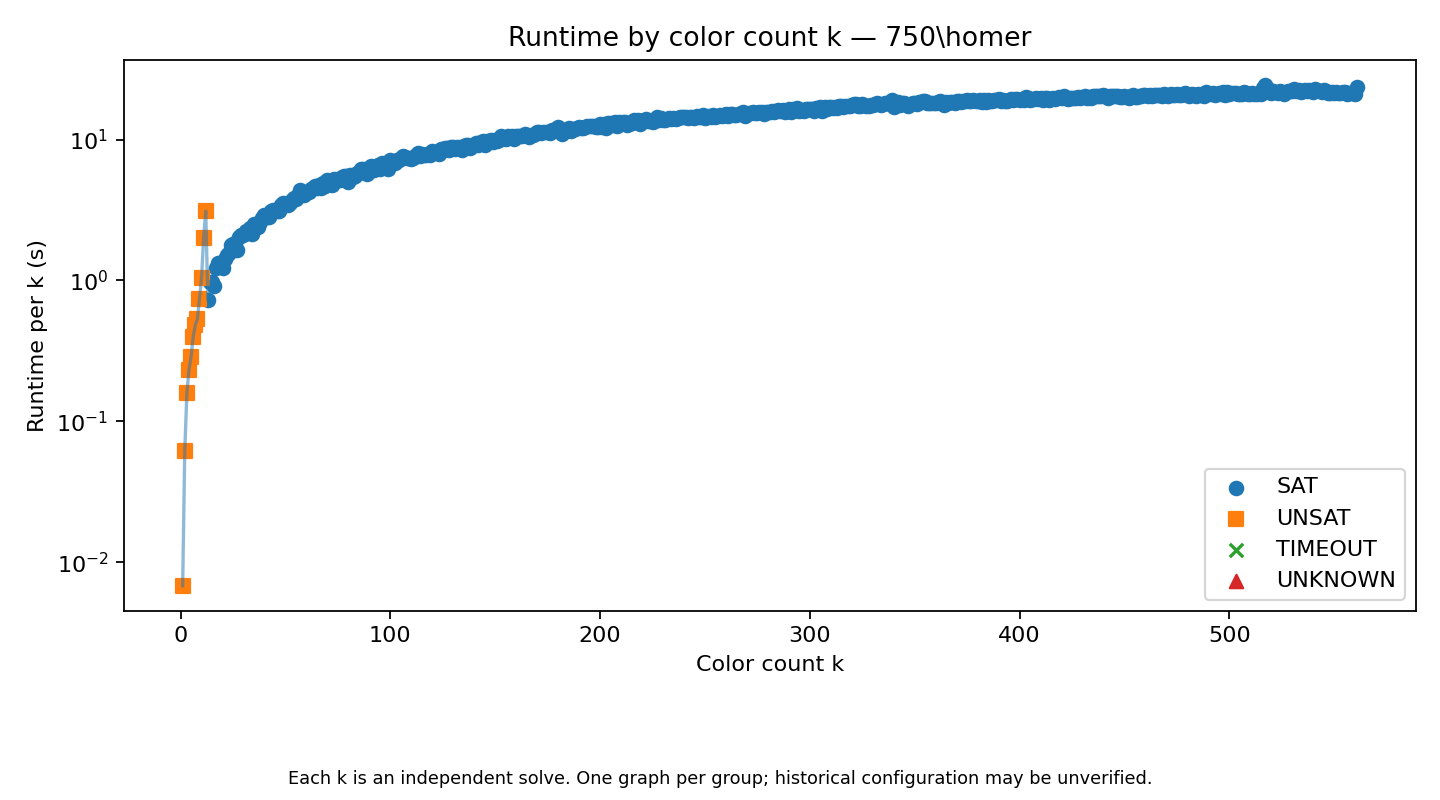 Runtime by color count k — 750\homer
Runtime per k (s)
10¹
10⁰
10⁻¹
10⁻²
0 100 200 300 400 500
Color count k
SAT
UNSAT
TIMEOUT
UNKNOWN
Each k is an independent solve. One graph per group; historical configuration may be unverified.